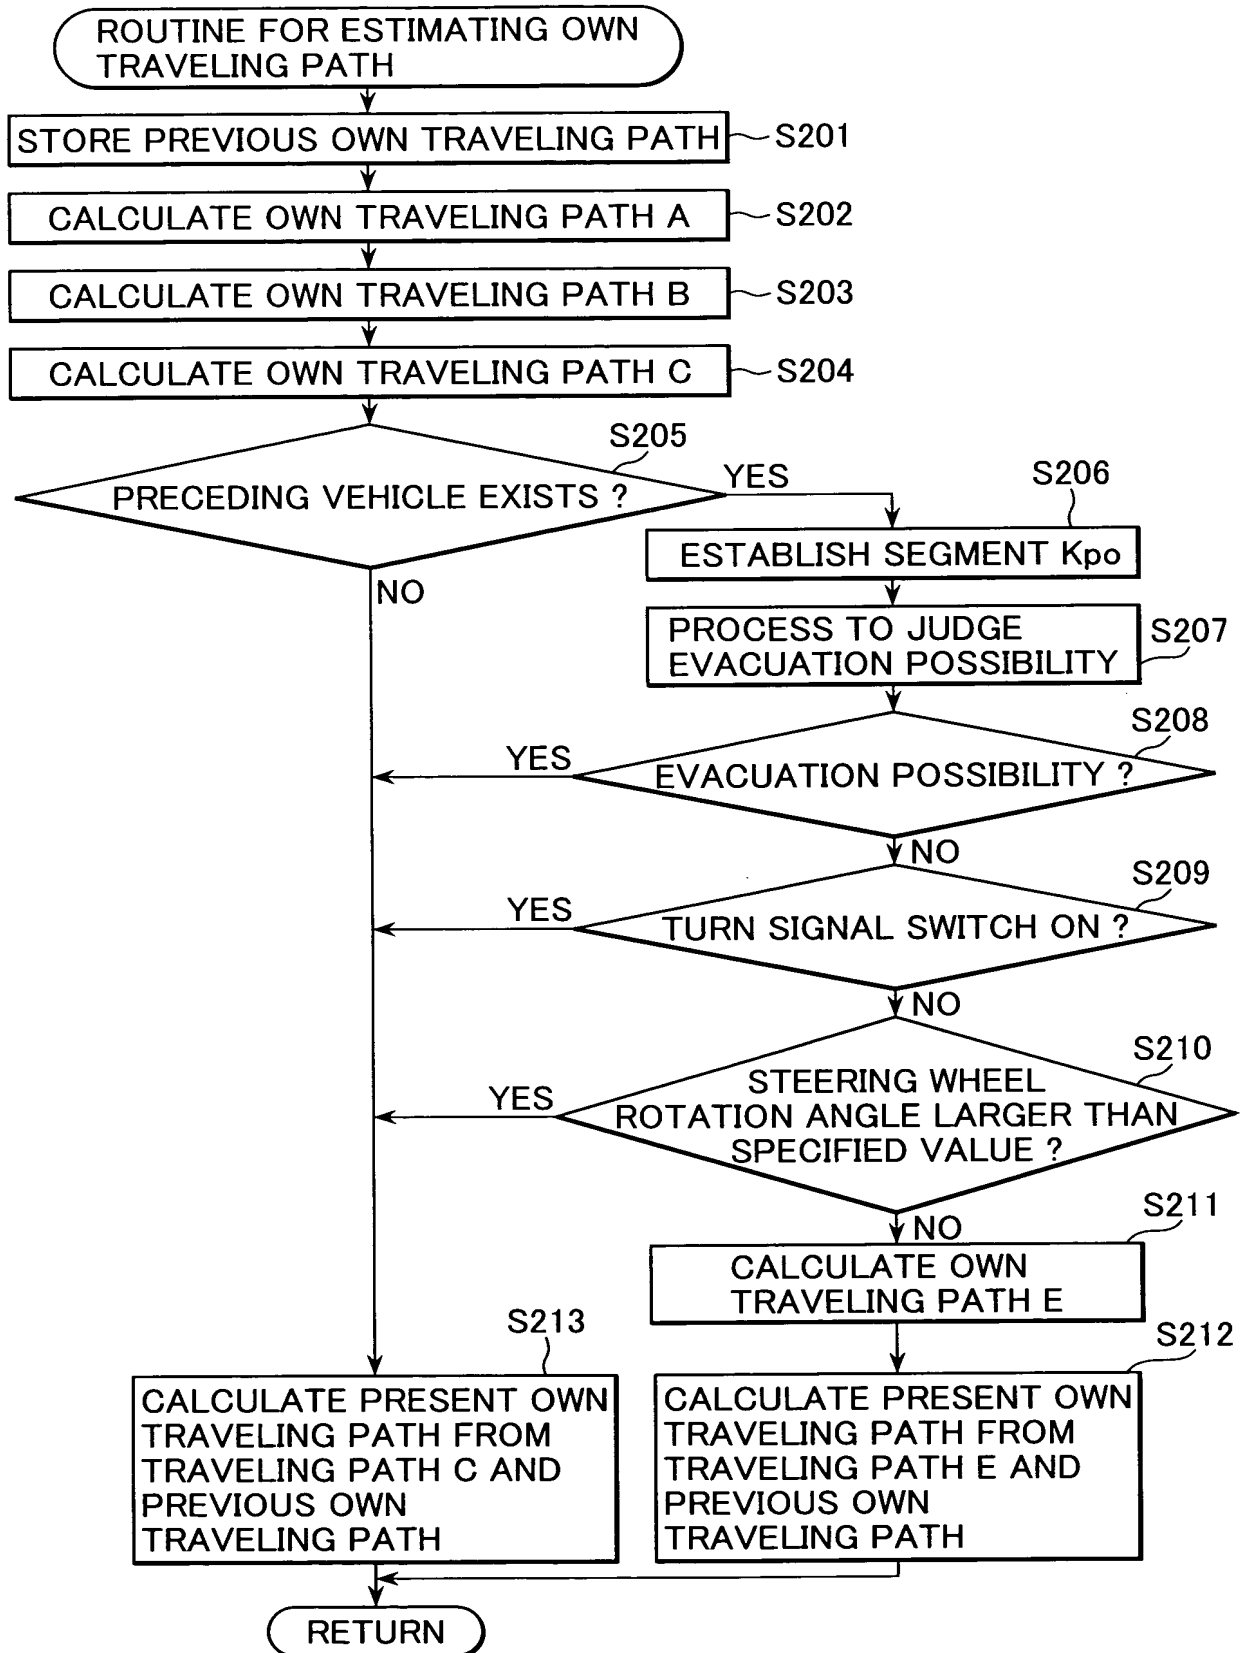 ROUTINE FOR ESTIMATING OWN
TRAVELING PATH
STORE PREVIOUS OWN TRAVELING PATH
S201
CALCULATE OWN TRAVELING PATH A
S202
CALCULATE OWN TRAVELING PATH B
S203
CALCULATE OWN TRAVELING PATH C
S204
S205
PRECEDING VEHICLE EXISTS ?
YES
NO
S206
ESTABLISH SEGMENT Kpo
PROCESS TO JUDGE
EVACUATION POSSIBILITY
S207
S208
EVACUATION POSSIBILITY ?
YES
NO
S209
TURN SIGNAL SWITCH ON ?
YES
NO
S210
STEERING WHEEL
ROTATION ANGLE LARGER THAN
SPECIFIED VALUE ?
YES
NO
S211
CALCULATE OWN
TRAVELING PATH E
S213
CALCULATE PRESENT OWN
TRAVELING PATH FROM
TRAVELING PATH C AND
PREVIOUS OWN
TRAVELING PATH
S212
CALCULATE PRESENT OWN
TRAVELING PATH FROM
TRAVELING PATH E AND
PREVIOUS OWN
TRAVELING PATH
RETURN